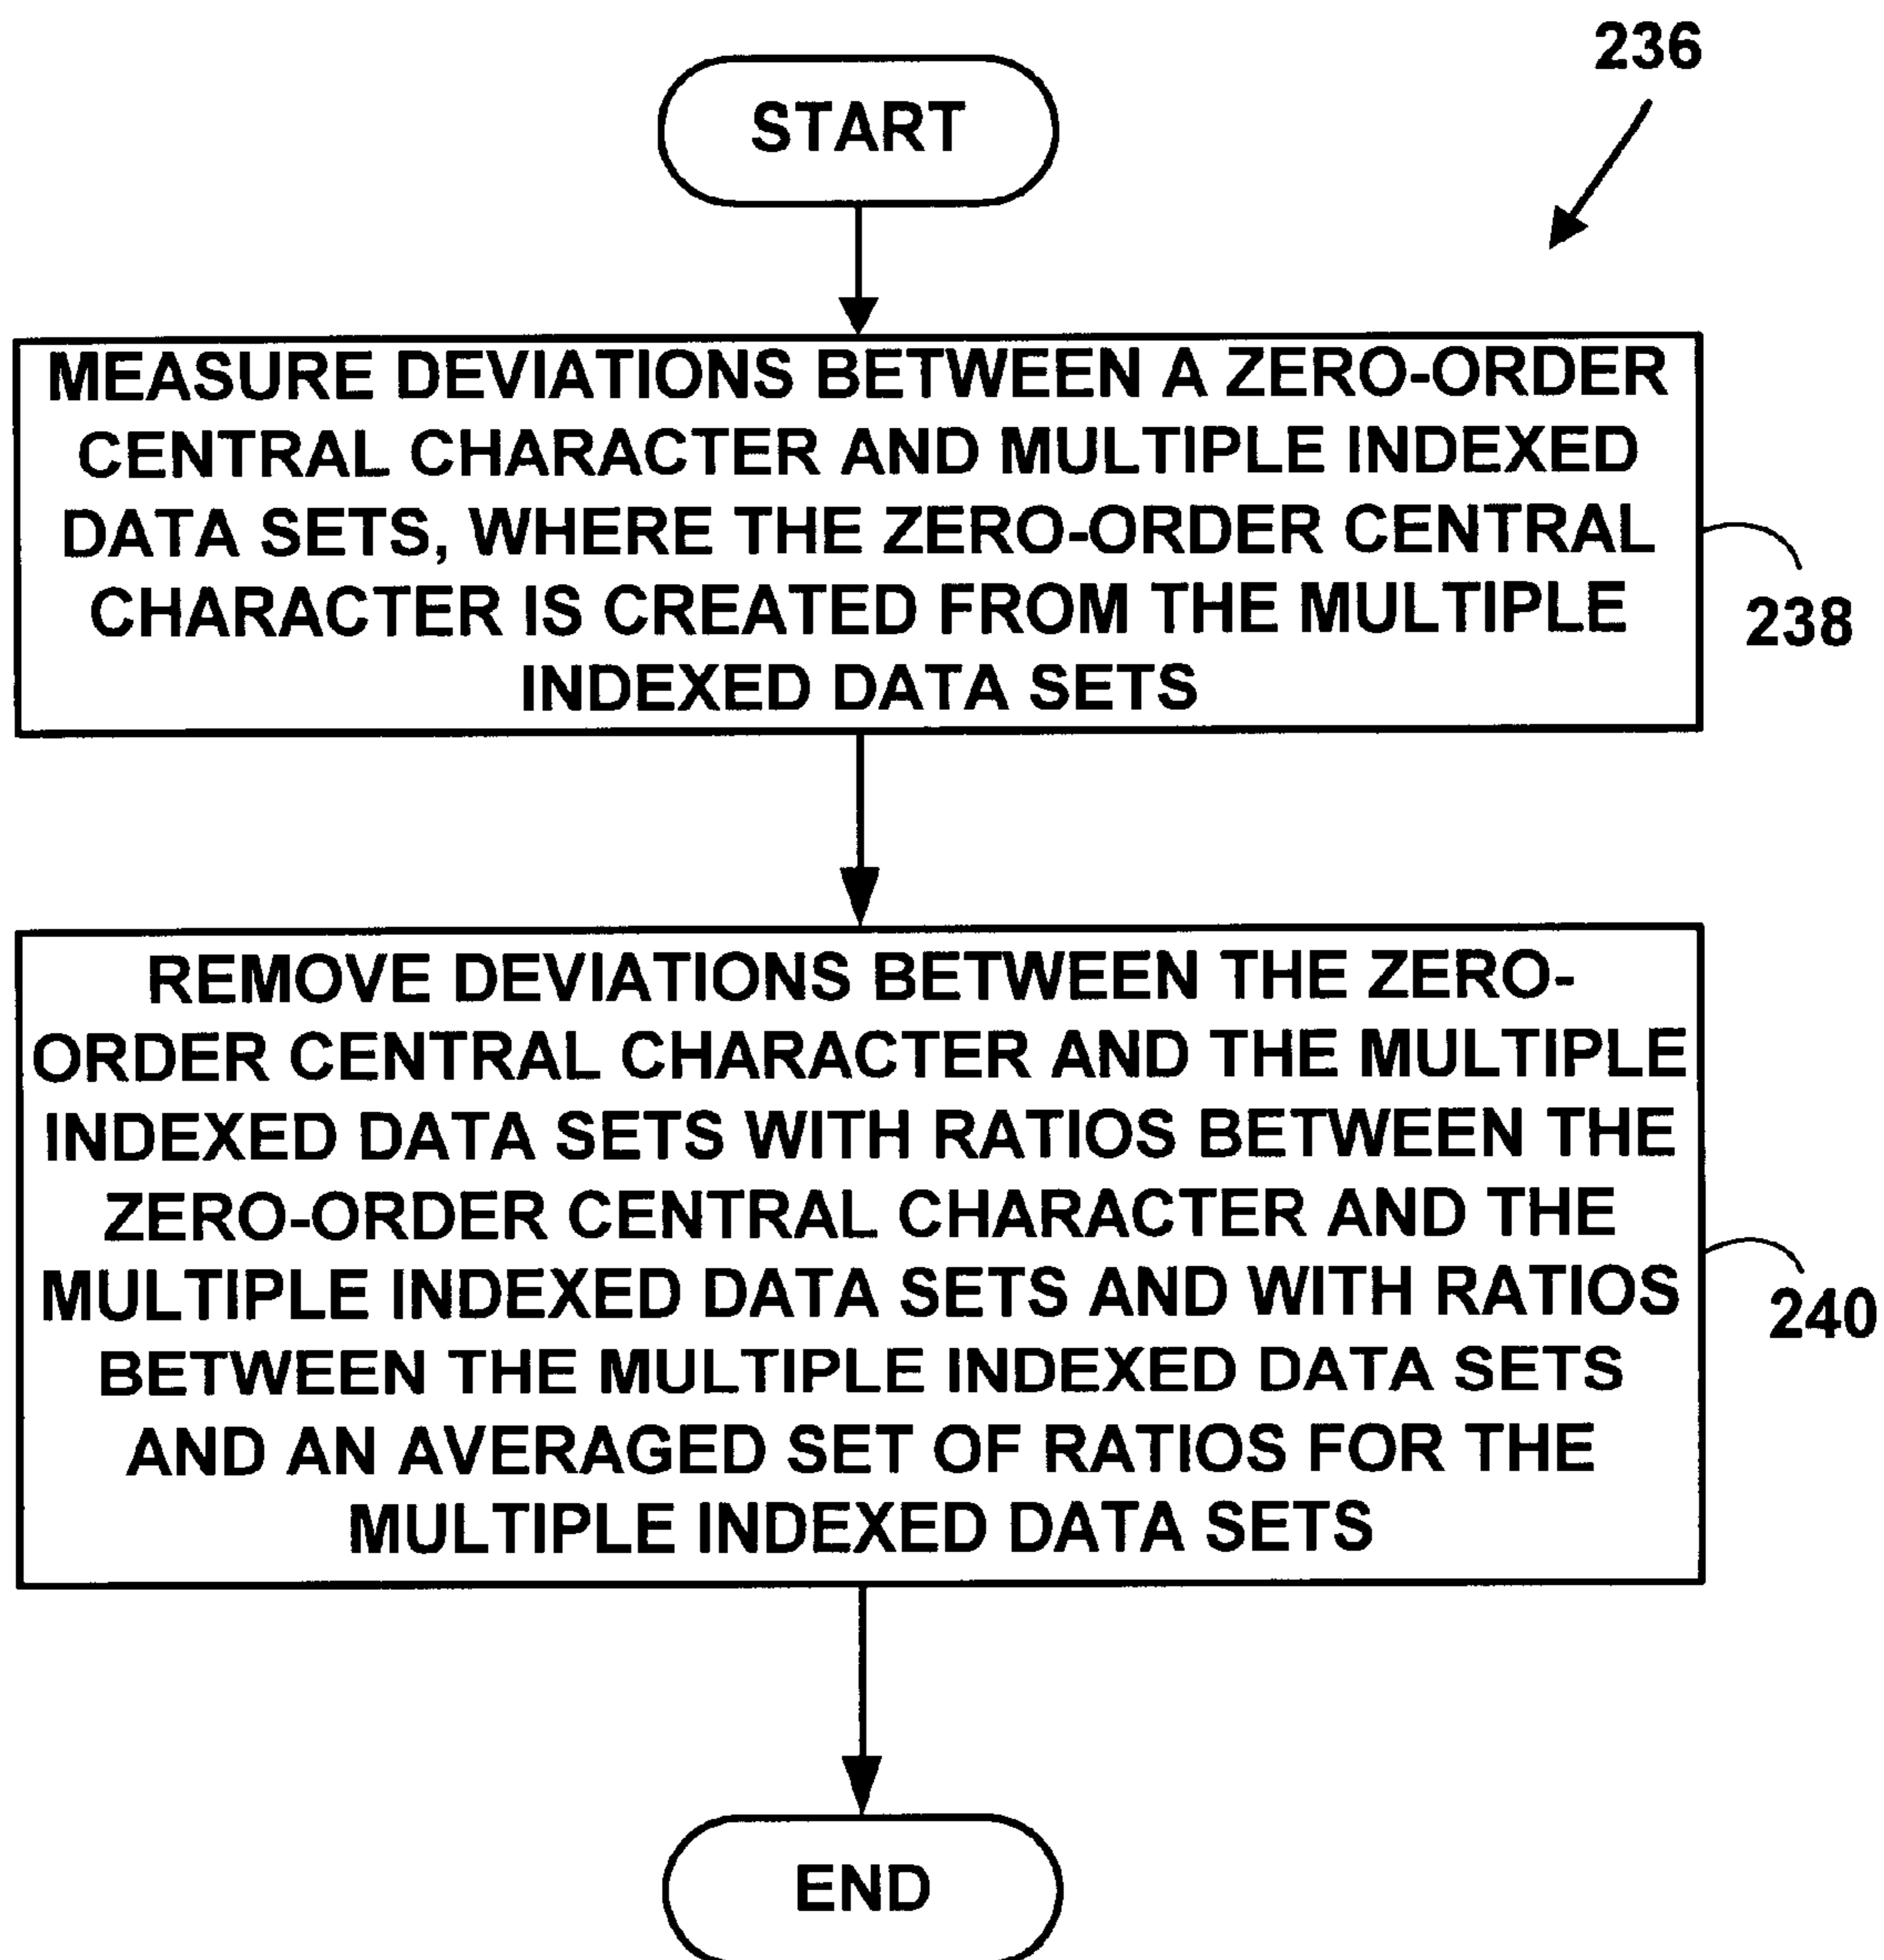 236
START
MEASURE DEVIATIONS BETWEEN A ZERO-ORDER
CENTRAL CHARACTER AND MULTIPLE INDEXED
DATA SETS, WHERE THE ZERO-ORDER CENTRAL
CHARACTER IS CREATED FROM THE MULTIPLE
INDEXED DATA SETS
238
REMOVE DEVIATIONS BETWEEN THE ZERO-
ORDER CENTRAL CHARACTER AND THE MULTIPLE
INDEXED DATA SETS WITH RATIOS BETWEEN THE
ZERO-ORDER CENTRAL CHARACTER AND THE
MULTIPLE INDEXED DATA SETS AND WITH RATIOS
BETWEEN THE MULTIPLE INDEXED DATA SETS
AND AN AVERAGED SET OF RATIOS FOR THE
MULTIPLE INDEXED DATA SETS
240
END